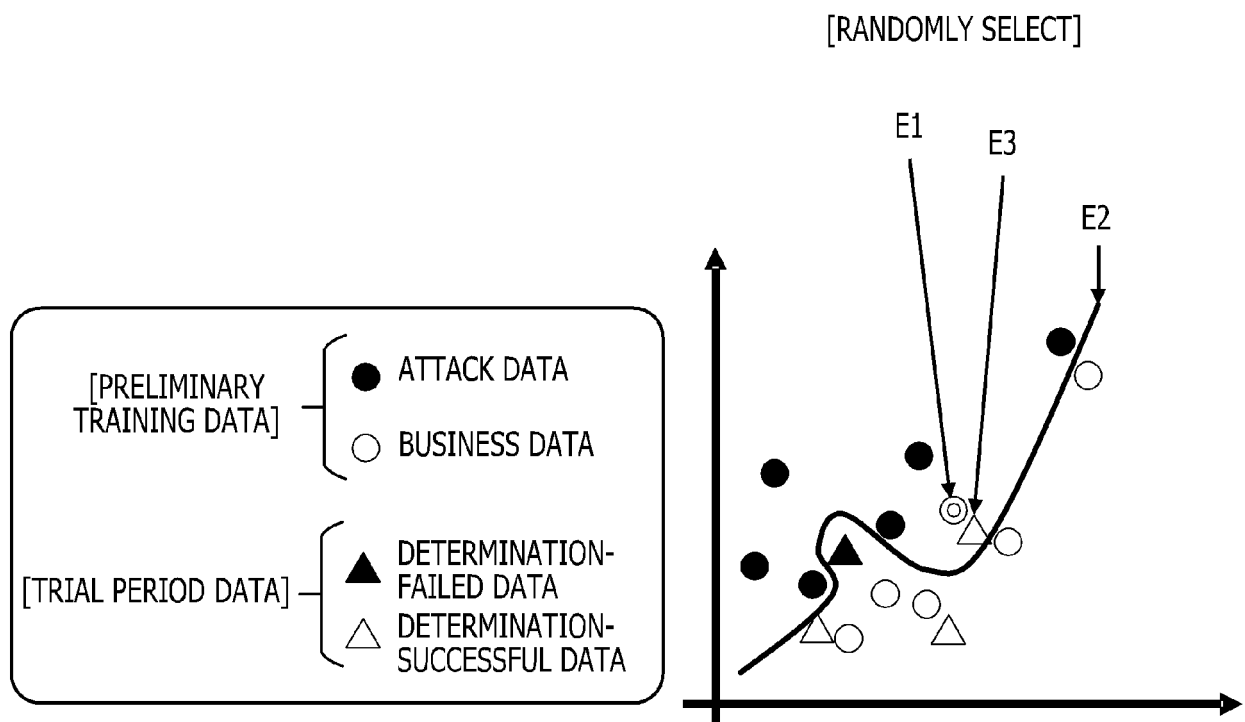 [RANDOMLY SELECT]
E1
E3
E2
[PRELIMINARY
TRAINING DATA]
ATTACK DATA
BUSINESS DATA
[TRIAL PERIOD DATA]
DETERMINATION-
FAILED DATA
DETERMINATION-
SUCCESSFUL DATA